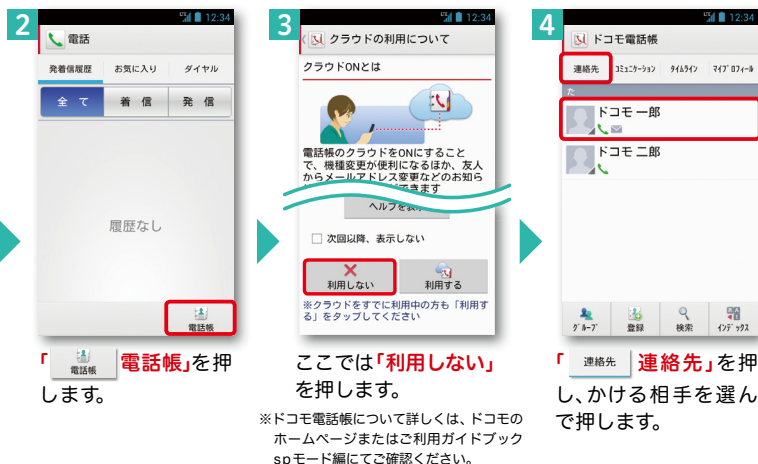 2
12:34
電話
発着信履歴 お気に入り ダイヤル
全 て 着 信 発 信
履歴なし
電話帳
「 電話帳 電話帳」を押
します。
3
12:34
クラウドの利用について
クラウドONとは
電話帳のクラウドをONにすること
で、機種変更が便利になるほか、友人
からメールアドレス変更などのお知ら
できます
ヘルプを表示
次回以降、表示しない
利用しない 利用する
※クラウドをすでに利用中の方も「利用す
る」をタップしてください
ここでは「利用しない」
を押します。
※ドコモ電話帳について詳しくは、ドコモの
ホームページまたはご利用ガイドブック
spモード編にてご確認ください。
4
12:34
ドコモ電話帳
連絡先 コミュニケーション タイムライン マイプロフィール
た
ドコモ 一郎
ドコモ 二郎
グループ 登録 検索 インデックス
「 連絡先 連絡先」を押
し、かける相手を選ん
で押します。